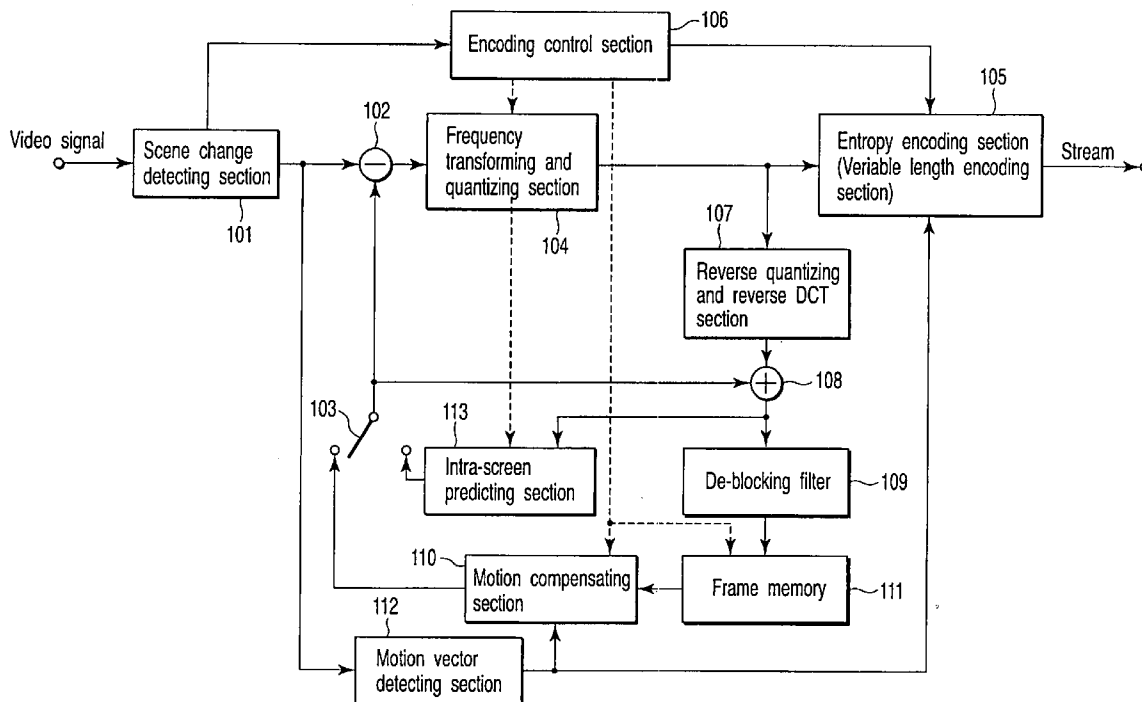 106
Encoding control section
105
102
Video signal
Scene change
detecting section
101
Frequency
transforming and
quantizing section
104
Entropy encoding section
(Veriable length encoding
section)
Stream
107
Reverse quantizing
and reverse DCT
section
108
103
113
Intra-screen
predicting section
De-blocking filter
109
110
Motion compensating
section
Frame memory
111
112
Motion vector
detecting section